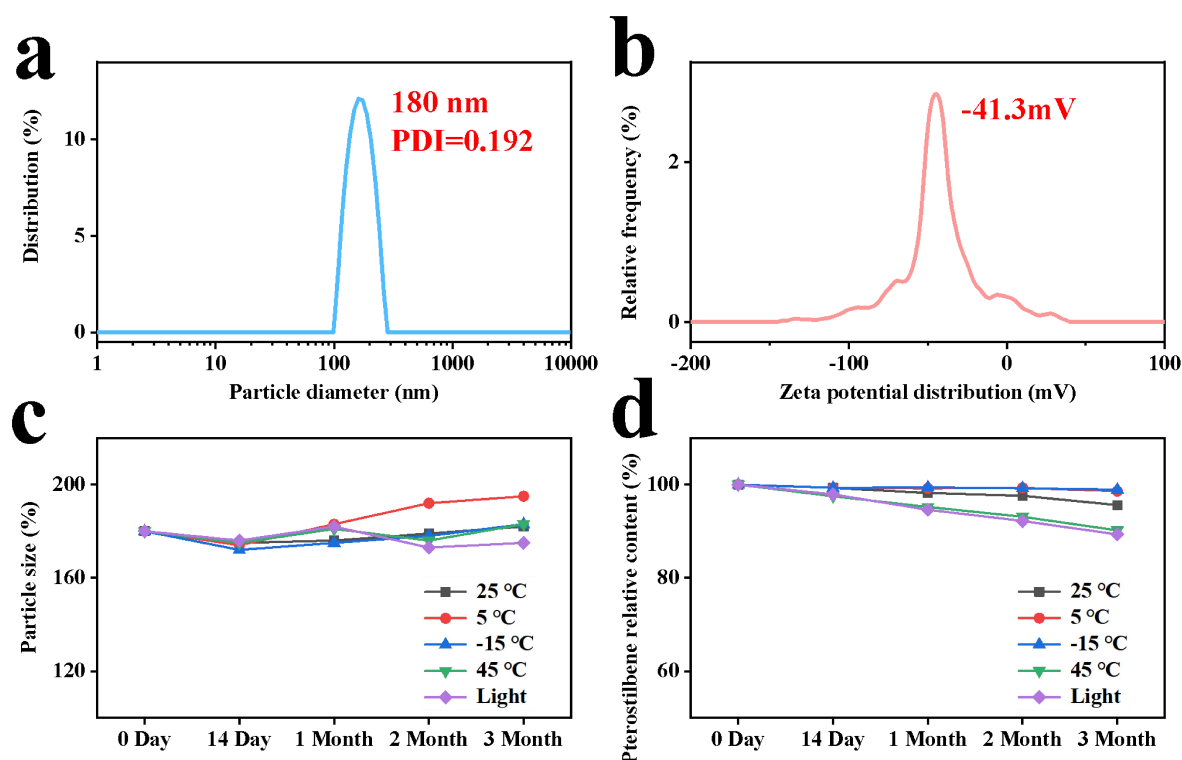 a
180 nm
PDI=0.192
Distribution (%)
10
5
0
1 10 100 1000 10000
Particle diameter (nm)
b
-41.3mV
Relative frequency (%)
2
0
-200 -100 0 100
Zeta potential distribution (mV)
c
Particle size (%)
200
160
120
25 °C
5 °C
-15 °C
45 °C
Light
0 Day 14 Day 1 Month 2 Month 3 Month
d
Pterostilbene relative content (%)
100
80
60
25 °C
5 °C
-15 °C
45 °C
Light
0 Day 14 Day 1 Month 2 Month 3 Month